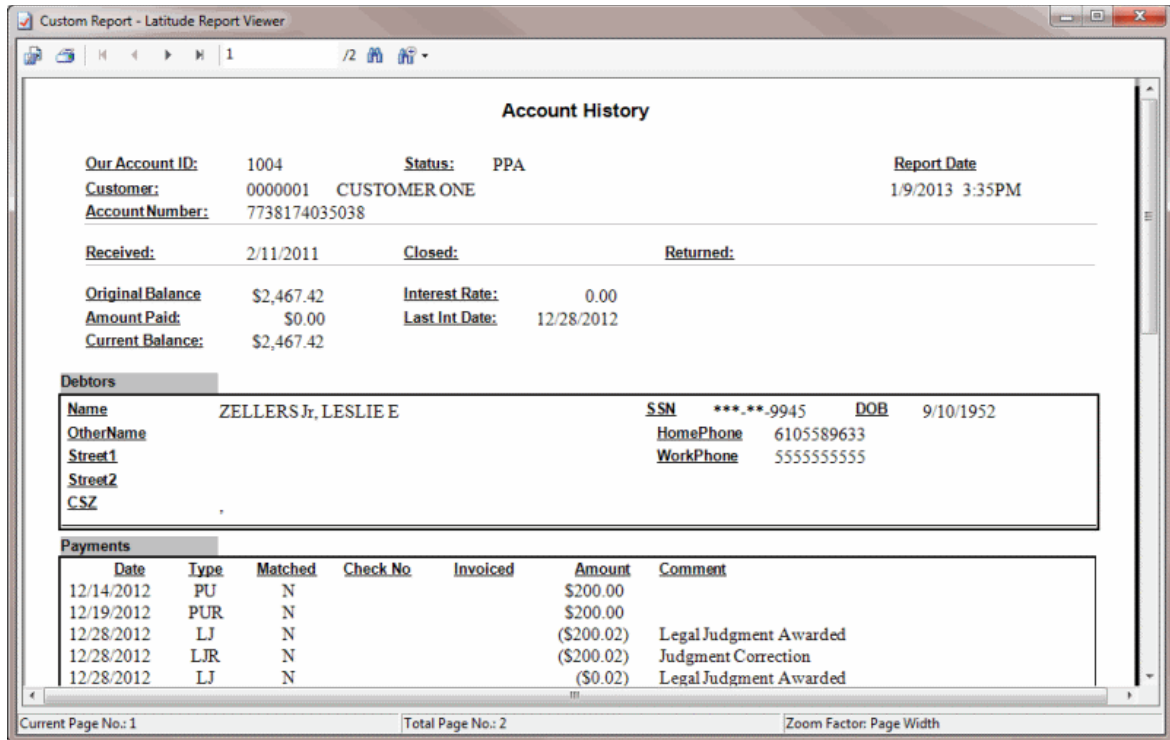 Custom Report - Latitude Report Viewer
1 /2
Account History
Our Account ID: 1004 Status: PPA Report Date
Customer: 0000001 CUSTOMER ONE 1/9/2013 3:35PM
Account Number: 7738174035038
Received: 2/11/2011 Closed: Returned:
Original Balance $2,467.42 Interest Rate: 0.00
Amount Paid: $0.00 Last Int Date: 12/28/2012
Current Balance: $2,467.42
Debtors
Name ZELLERS Jr, LESLIE E SSN ***-**-9945 DOB 9/10/1952
OtherName HomePhone 6105589633
Street1 WorkPhone 5555555555
Street2
CSZ ,
Payments
Date Type Matched Check No Invoiced Amount Comment
12/14/2012 PU N $200.00
12/19/2012 PUR N $200.00
12/28/2012 LJ N ($200.02) Legal Judgment Awarded
12/28/2012 LJR N ($200.02) Judgment Correction
12/28/2012 LJ N ($0.02) Legal Judgment Awarded
Current Page No.: 1 Total Page No.: 2 Zoom Factor: Page Width